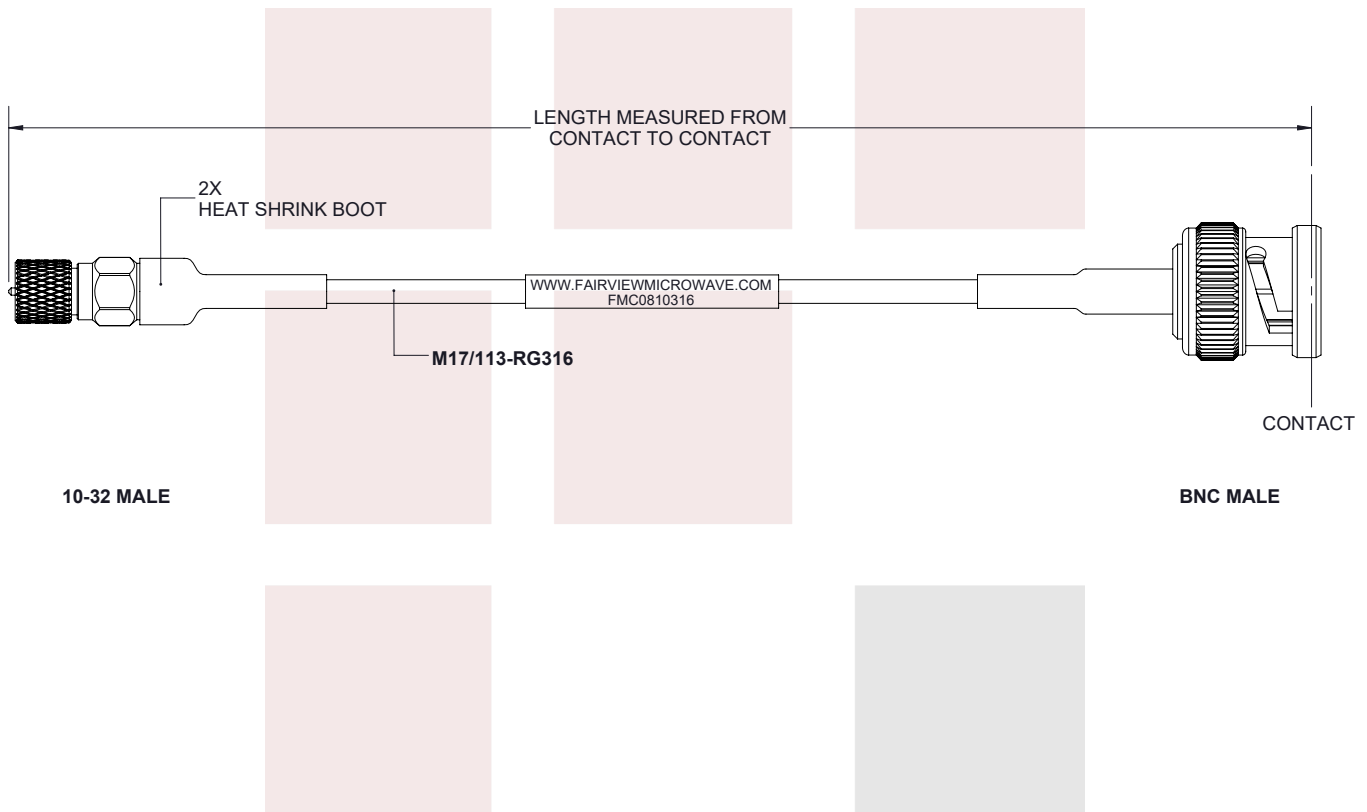 LENGTH MEASURED FROM
CONTACT TO CONTACT
2X
HEAT SHRINK BOOT
WWW.FAIRVIEWMICROWAVE.COM
FMC0810316
M17/113-RG316
CONTACT
10-32 MALE
BNC MALE